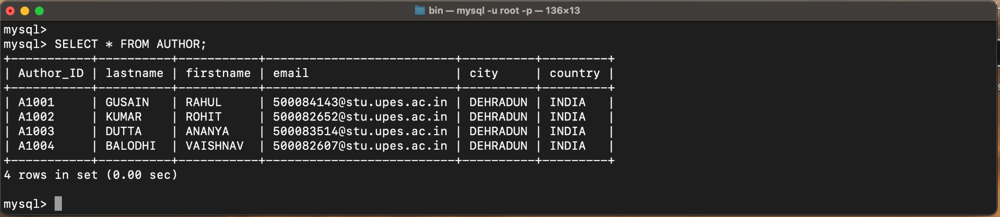 bin — mysql -u root -p — 136×13
mysql>
mysql> SELECT * FROM AUTHOR;
+-----------+----------+-----------+--------------------------+----------+---------+
| Author_ID | lastname | firstname | email                    | city     | country |
+-----------+----------+-----------+--------------------------+----------+---------+
| A1001     | GUSAIN   | RAHUL     | 500084143@stu.upes.ac.in | DEHRADUN | INDIA   |
| A1002     | KUMAR    | ROHIT     | 500082652@stu.upes.ac.in | DEHRADUN | INDIA   |
| A1003     | DUTTA    | ANANYA    | 500083514@stu.upes.ac.in | DEHRADUN | INDIA   |
| A1004     | BALODHI  | VAISHNAV  | 500082607@stu.upes.ac.in | DEHRADUN | INDIA   |
+-----------+----------+-----------+--------------------------+----------+---------+
4 rows in set (0.00 sec)
mysql>